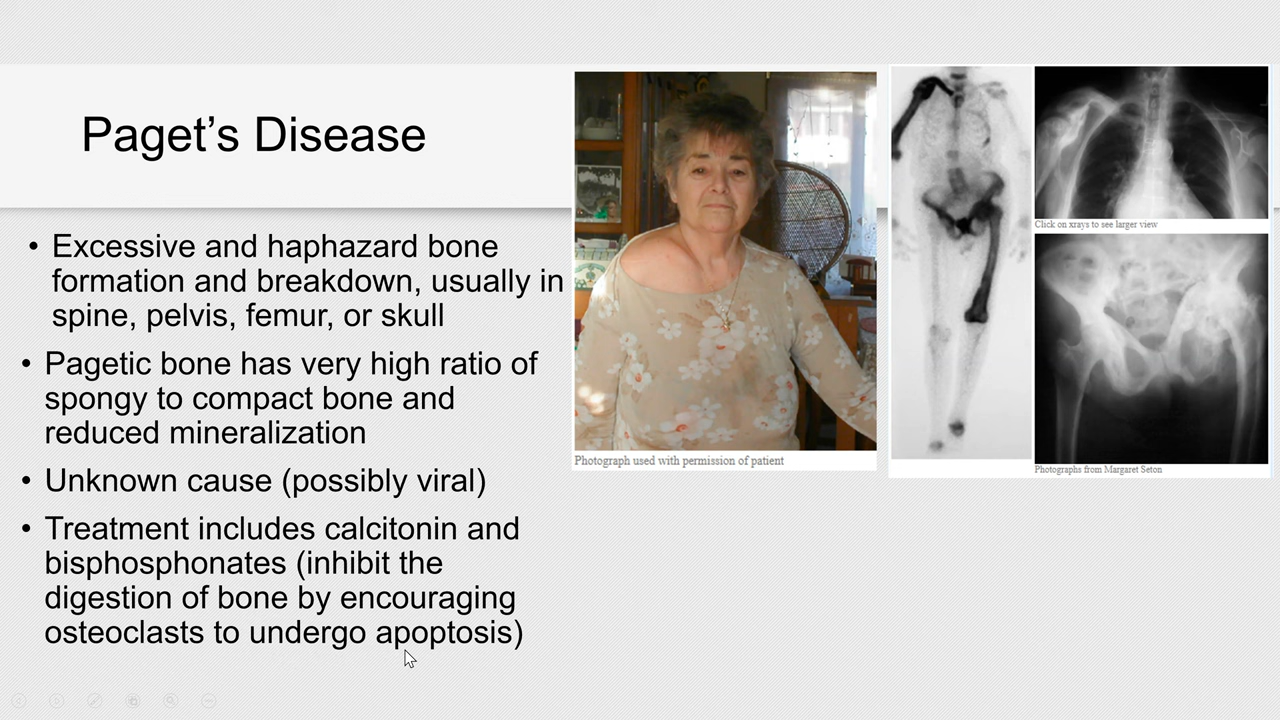 Paget’s Disease
• Excessive and haphazard bone
formation and breakdown, usually in
spine, pelvis, femur, or skull
• Pagetic bone has very high ratio of
spongy to compact bone and
reduced mineralization
• Unknown cause (possibly viral)
• Treatment includes calcitonin and
bisphosphonates (inhibit the
digestion of bone by encouraging
osteoclasts to undergo apoptosis)
Photograph used with permission of patient
Click on xrays to see larger view
Photographs from Margaret Seton